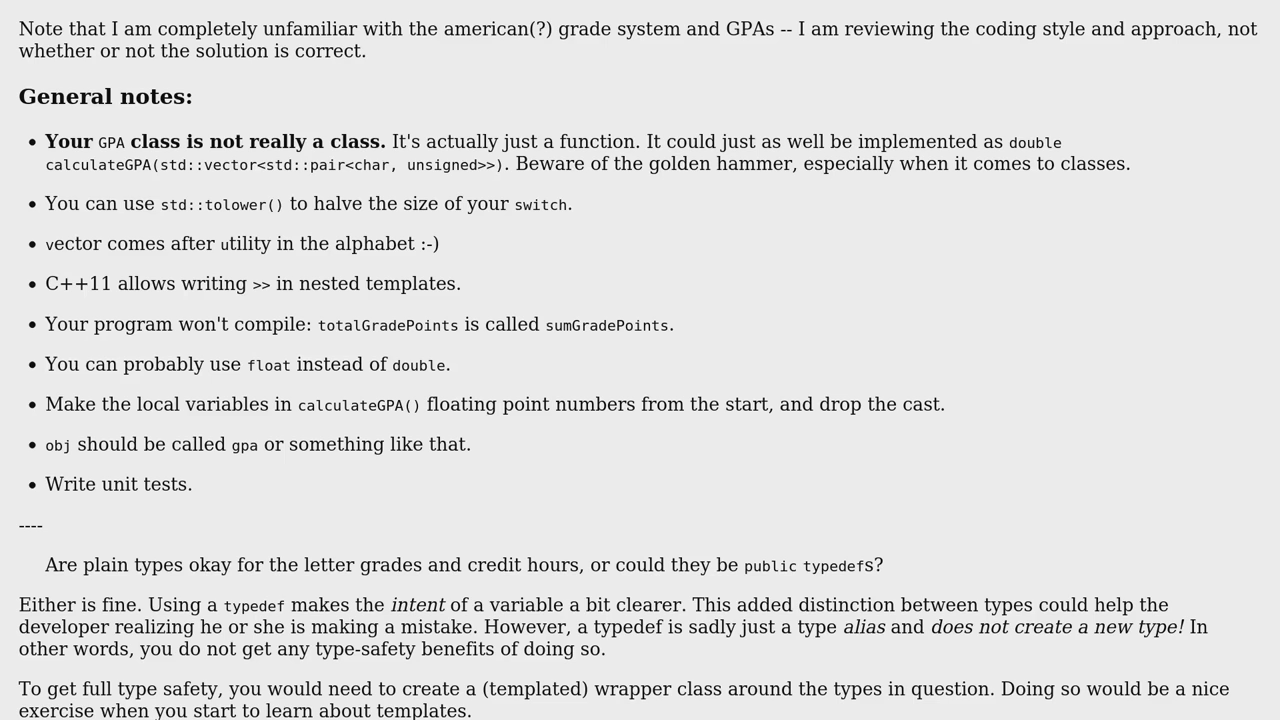 Note that I am completely unfamiliar with the american(?) grade system and GPAs -- I am reviewing the coding style and approach, not
whether or not the solution is correct.
General notes:
• Your GPA class is not really a class. It's actually just a function. It could just as well be implemented as double
calculateGPA(std::vector<std::pair<char, unsigned>>). Beware of the golden hammer, especially when it comes to classes.
• You can use std::tolower() to halve the size of your switch.
• vector comes after utility in the alphabet :-)
• C++11 allows writing >> in nested templates.
• Your program won't compile: totalGradePoints is called sumGradePoints.
• You can probably use float instead of double.
• Make the local variables in calculateGPA() floating point numbers from the start, and drop the cast.
• obj should be called gpa or something like that.
• Write unit tests.
----
Are plain types okay for the letter grades and credit hours, or could they be public typedefs?
Either is fine. Using a typedef makes the intent of a variable a bit clearer. This added distinction between types could help the
developer realizing he or she is making a mistake. However, a typedef is sadly just a type alias and does not create a new type! In
other words, you do not get any type-safety benefits of doing so.
To get full type safety, you would need to create a (templated) wrapper class around the types in question. Doing so would be a nice
exercise when you start to learn about templates.